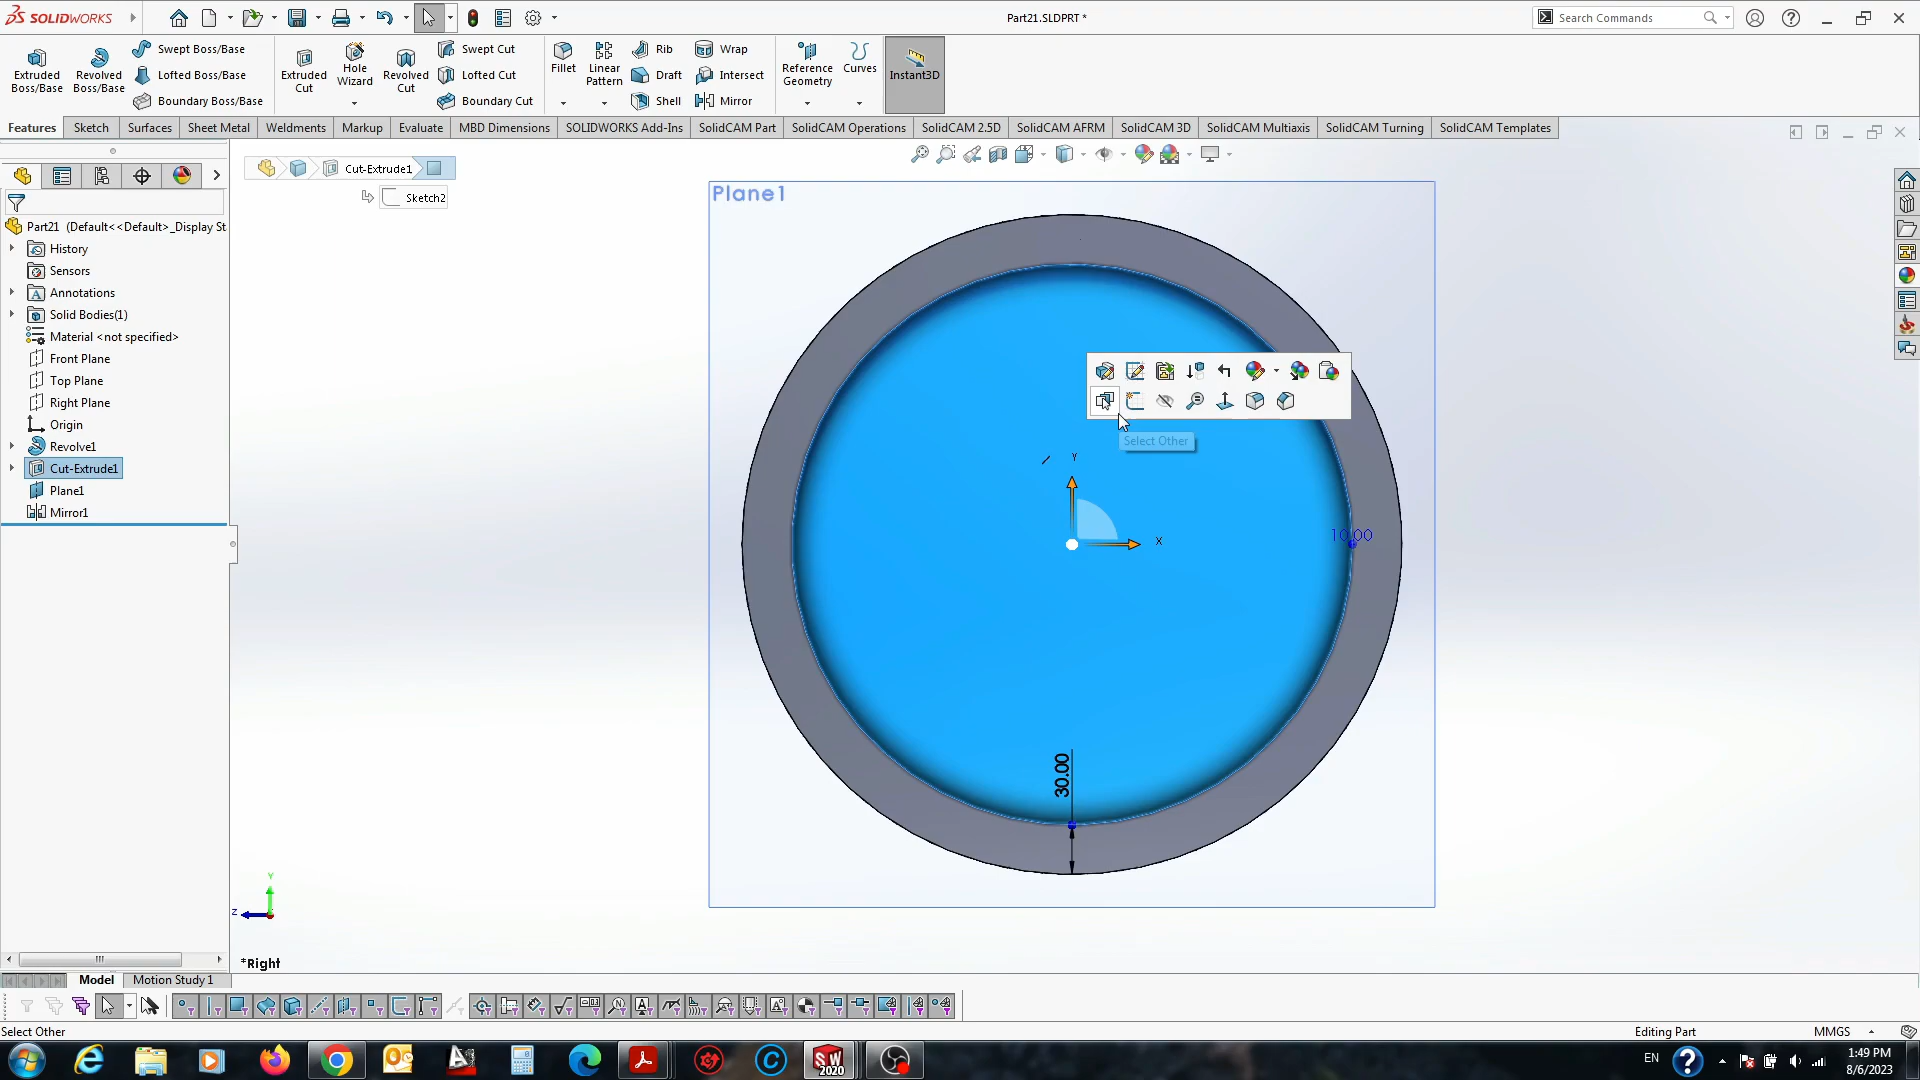 SOLIDWORKS
Part21.SLDPRT *
Search Commands
Extruded Boss/Base
Revolved Boss/Base
Swept Boss/Base
Lofted Boss/Base
Boundary Boss/Base
Extruded Cut
Hole Wizard
Revolved Cut
Swept Cut
Lofted Cut
Boundary Cut
Fillet
Linear Pattern
Rib
Draft
Shell
Wrap
Intersect
Mirror
Reference Geometry
Curves
Instant3D
Features
Sketch
Surfaces
Sheet Metal
Weldments
Markup
Evaluate
MBD Dimensions
SOLIDWORKS Add-Ins
SolidCAM Part
SolidCAM Operations
SolidCAM 2.5D
SolidCAM AFRM
SolidCAM 3D
SolidCAM Multiaxis
SolidCAM Turning
SolidCAM Templates
Cut-Extrude1
Sketch2
Part21 (Default<<Default>_Display St
History
Sensors
Annotations
Solid Bodies(1)
Material <not specified>
Front Plane
Top Plane
Right Plane
Origin
Revolve1
Cut-Extrude1
Plane1
Mirror1
Plane1
Select Other
Y
X
10.00
30.00
Y
Z
*Right
Model
Motion Study 1
Select Other
Editing Part
MMGS
SW
2020
EN
1:49 PM
8/6/2023